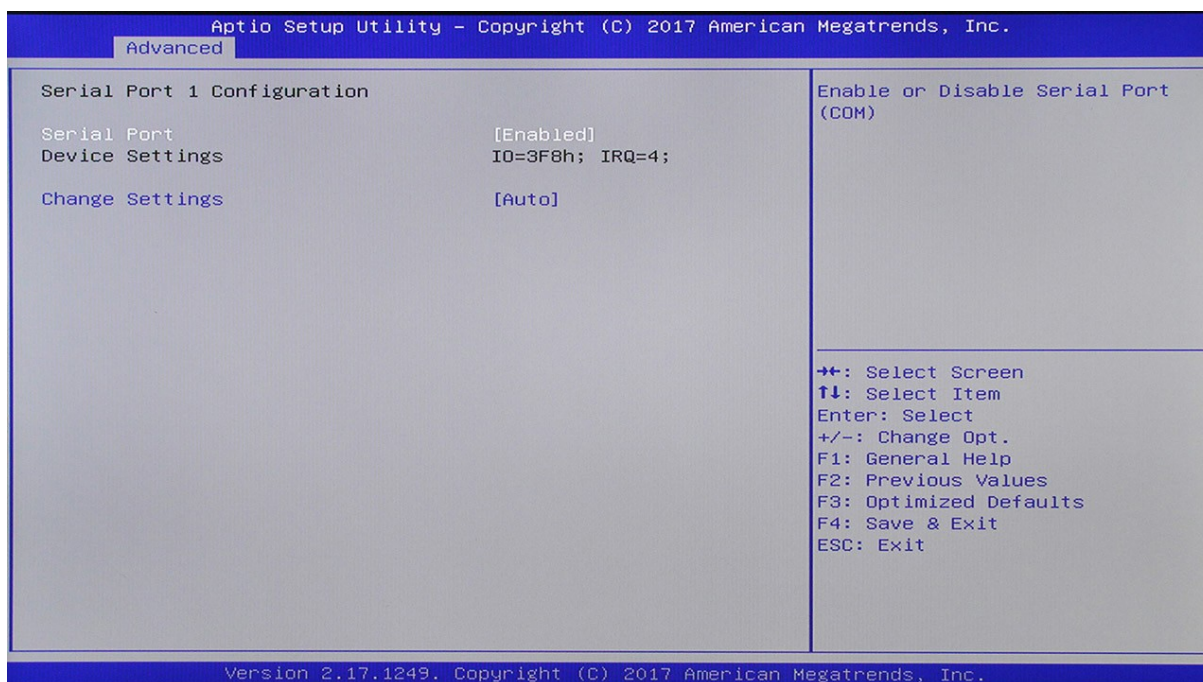 Aptio Setup Utility – Copyright (C) 2017 American Megatrends, Inc.
Advanced
Serial Port 1 Configuration
Serial Port [Enabled]
Device Settings IO=3F8h; IRQ=4;
Change Settings [Auto]
Enable or Disable Serial Port
(COM)
→←: Select Screen
↑↓: Select Item
Enter: Select
+/-: Change Opt.
F1: General Help
F2: Previous Values
F3: Optimized Defaults
F4: Save & Exit
ESC: Exit
Version 2.17.1249. Copyright (C) 2017 American Megatrends, Inc.